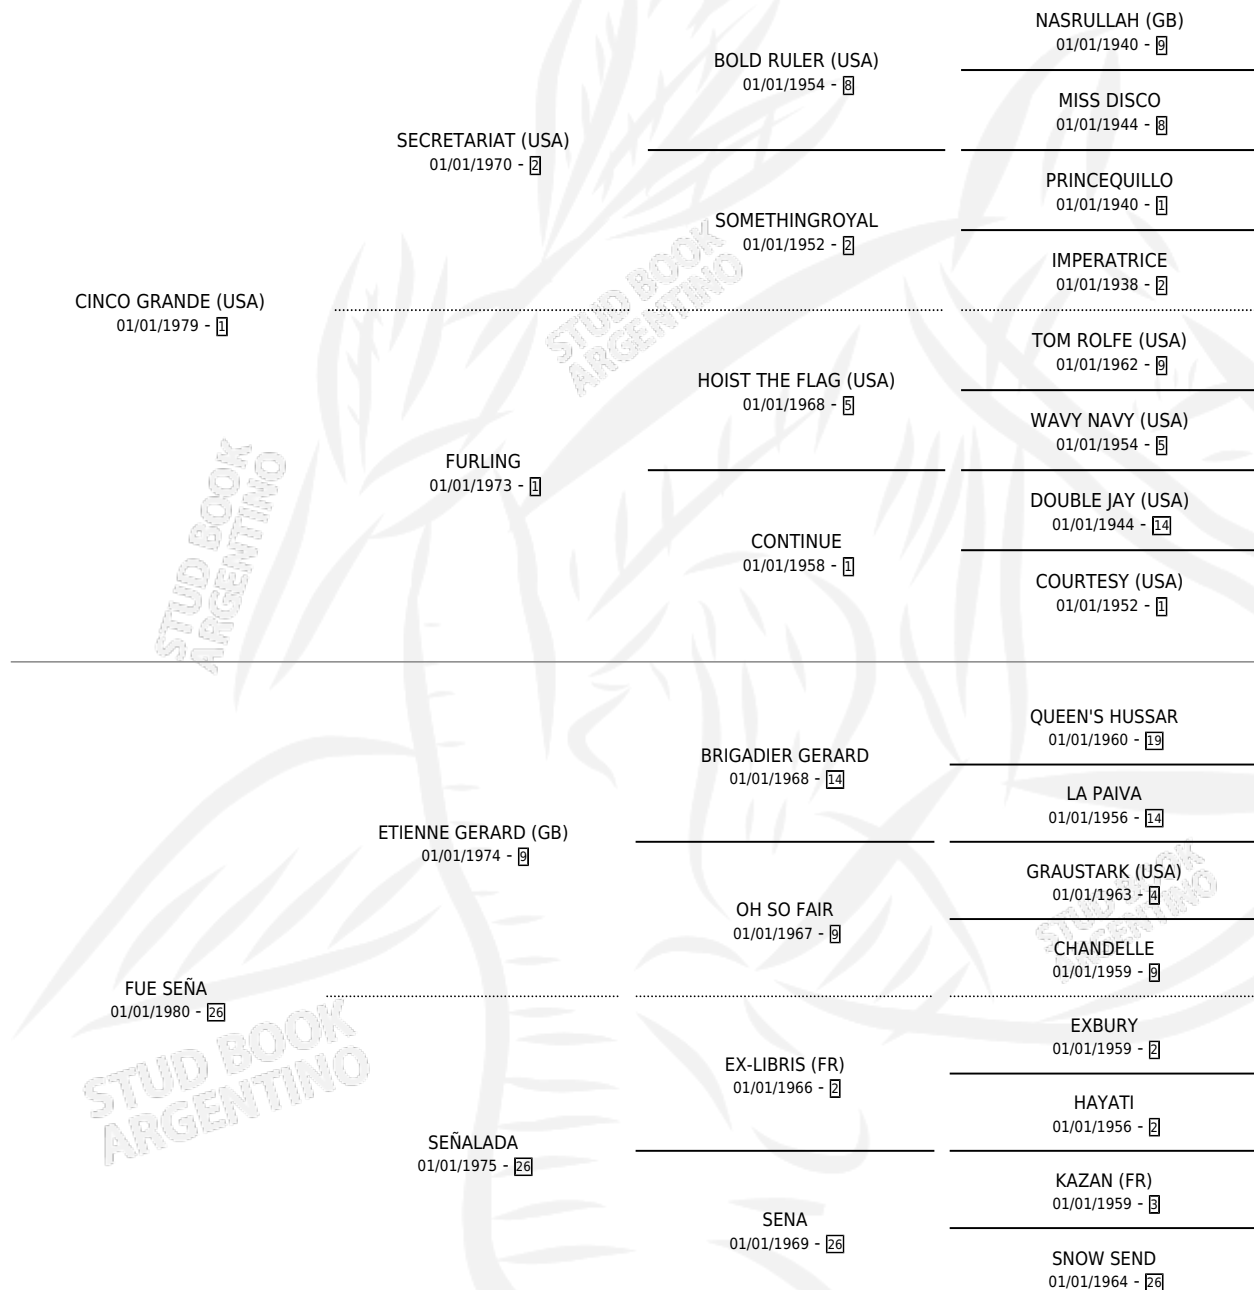 NASRULLAH (GB)
01/01/1940 - 9
BOLD RULER (USA)
01/01/1954 - 8
MISS DISCO
01/01/1944 - 8
SECRETARIAT (USA)
01/01/1970 - 2
PRINCEQUILLO
01/01/1940 - 1
SOMETHINGROYAL
01/01/1952 - 2
IMPERATRICE
01/01/1938 - 2
CINCO GRANDE (USA)
01/01/1979 - 1
TOM ROLFE (USA)
01/01/1962 - 9
HOIST THE FLAG (USA)
01/01/1968 - 5
WAVY NAVY (USA)
01/01/1954 - 5
FURLING
01/01/1973 - 1
DOUBLE JAY (USA)
01/01/1944 - 14
CONTINUE
01/01/1958 - 1
COURTESY (USA)
01/01/1952 - 1
STUD BOOK
ARGENTINO
STUD BOOK
ARGENTINO
QUEEN'S HUSSAR
01/01/1960 - 19
BRIGADIER GERARD
01/01/1968 - 14
LA PAIVA
01/01/1956 - 14
ETIENNE GERARD (GB)
01/01/1974 - 9
GRAUSTARK (USA)
01/01/1963 - 4
OH SO FAIR
01/01/1967 - 9
CHANDELLE
01/01/1959 - 9
FUE SEÑA
01/01/1980 - 26
EXBURY
01/01/1959 - 2
EX-LIBRIS (FR)
01/01/1966 - 2
HAYATI
01/01/1956 - 2
SEÑALADA
01/01/1975 - 26
KAZAN (FR)
01/01/1959 - 3
SENA
01/01/1969 - 26
SNOW SEND
01/01/1964 - 26
STUD BOOK
ARGENTINO
STUD BOOK
ARGENTINO